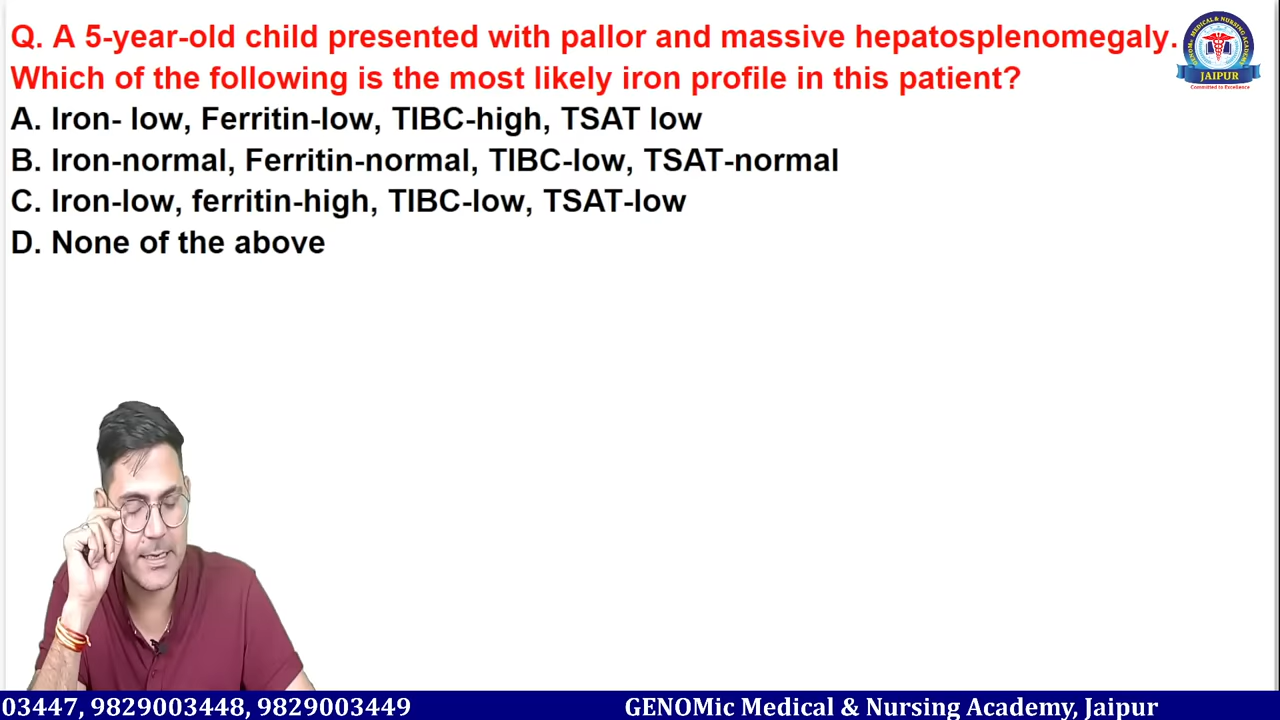 Q. A 5-year-old child presented with pallor and massive hepatosplenomegaly.
Which of the following is the most likely iron profile in this patient?
A. Iron- low, Ferritin-low, TIBC-high, TSAT low
B. Iron-normal, Ferritin-normal, TIBC-low, TSAT-normal
C. Iron-low, ferritin-high, TIBC-low, TSAT-low
D. None of the above
JAIPUR
Committed to Excellence
03447, 9829003448, 9829003449
GENOMic Medical & Nursing Academy, Jaipur